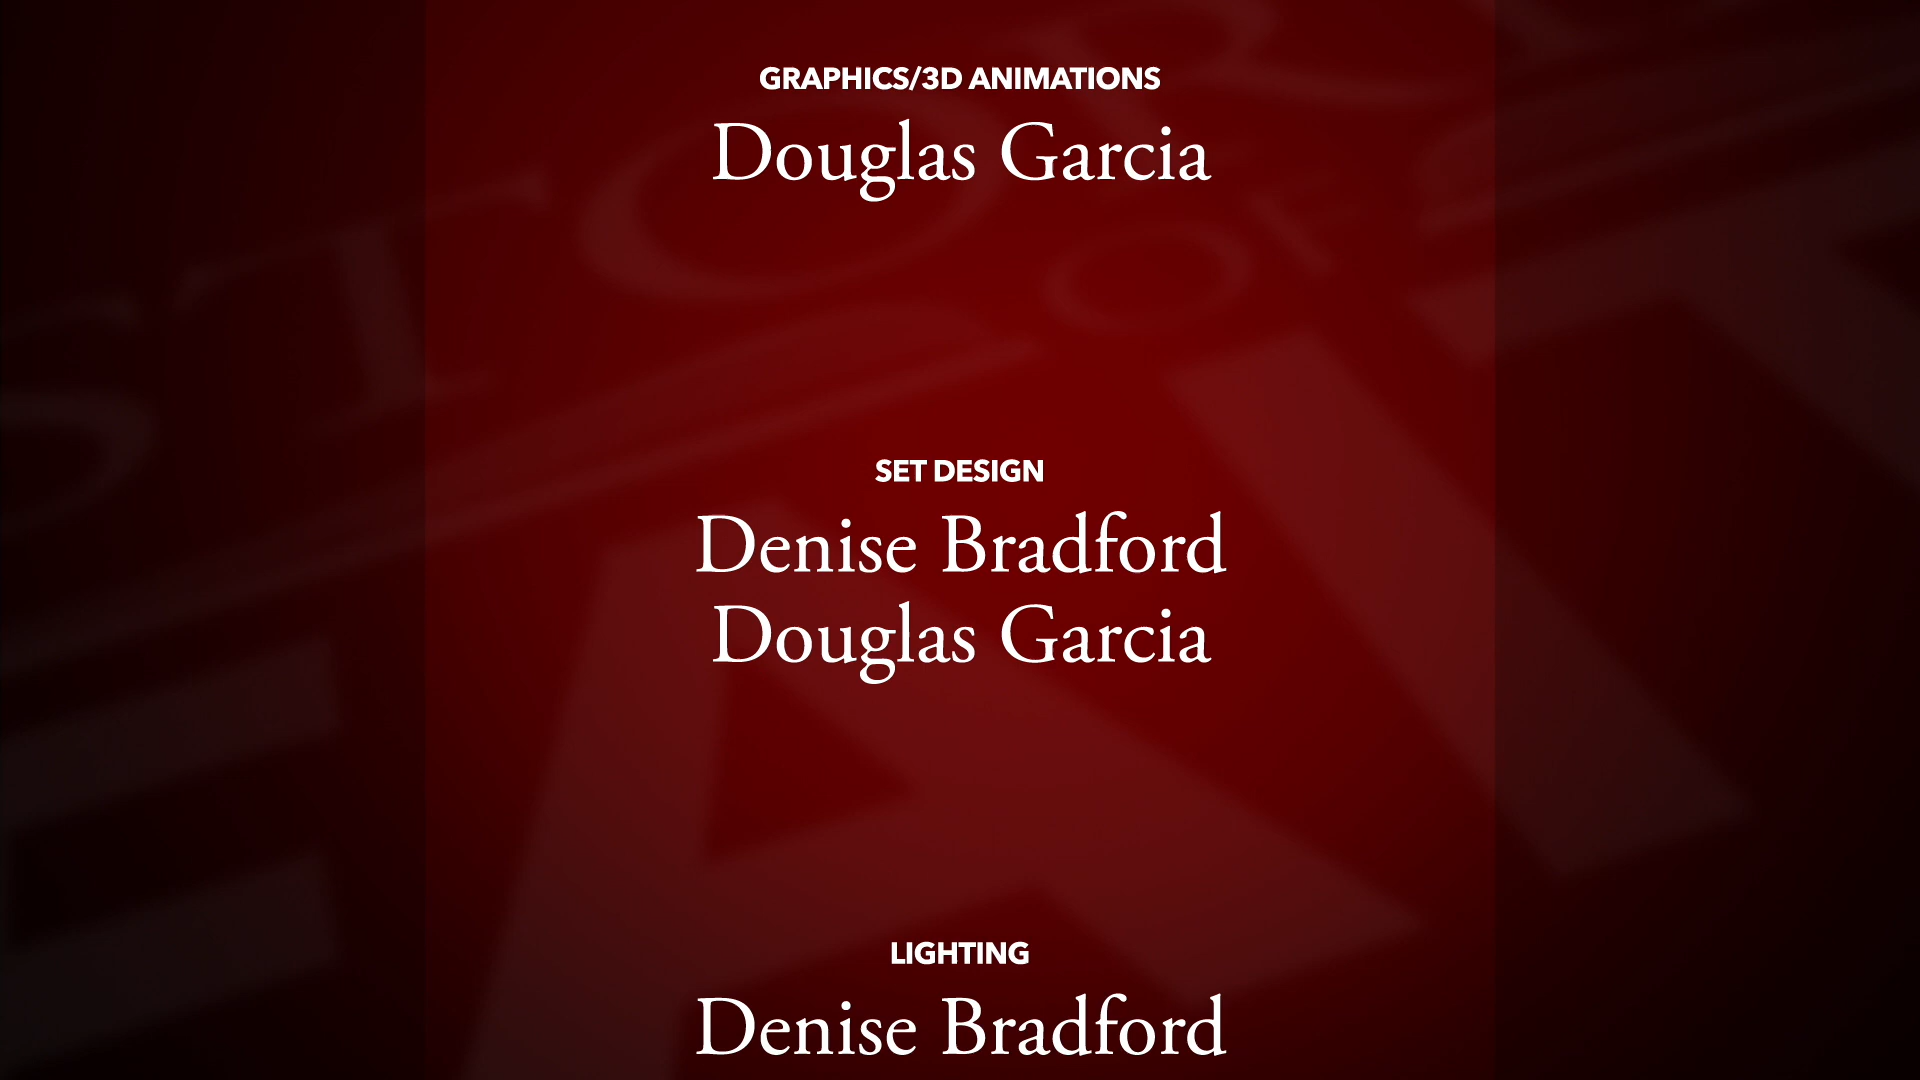 GRAPHICS/3D ANIMATIONS
Douglas Garcia
SET DESIGN
Denise Bradford
Douglas Garcia
LIGHTING
Denise Bradford